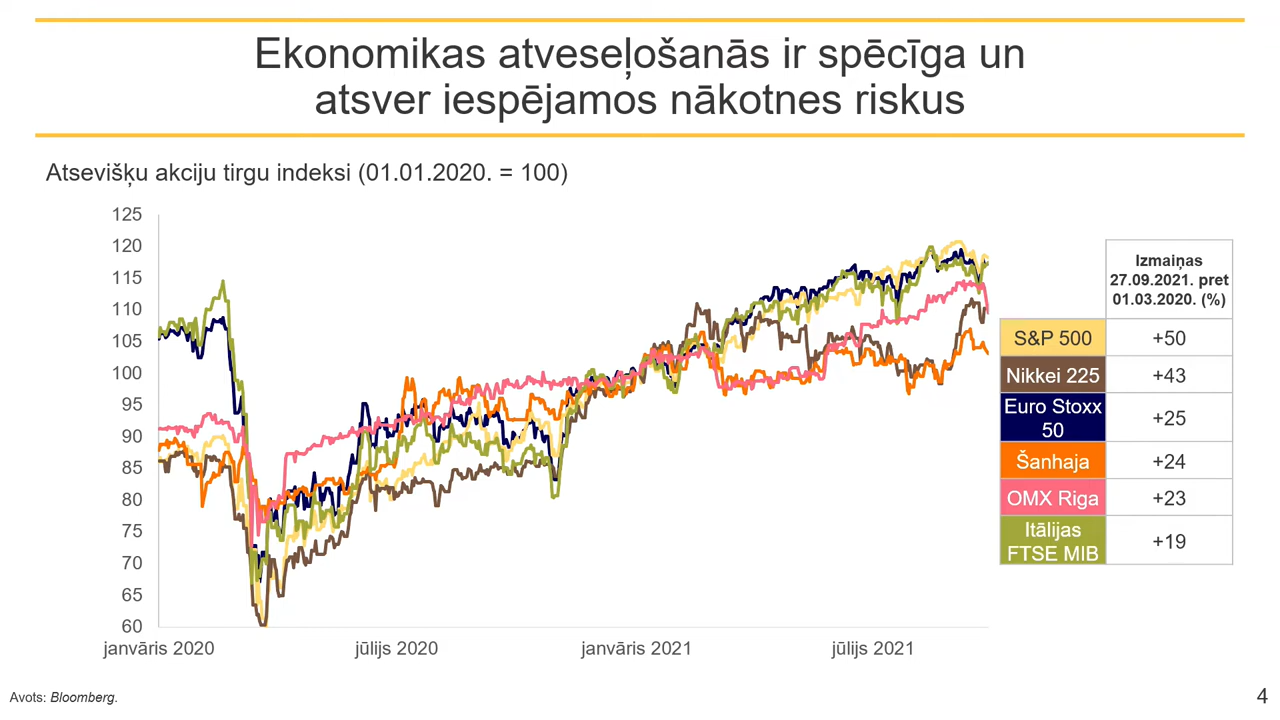 Ekonomikas atveseļošanās ir spēcīga un
atsver iespējamos nākotnes riskus
Atsevišķu akciju tirgu indeksi (01.01.2020. = 100)
125
120
115
110
105
100
95
90
85
80
75
70
65
60
janvāris 2020
jūlijs 2020
janvāris 2021
jūlijs 2021
Izmaiņas
27.09.2021. pret
01.03.2020. (%)
S&P 500 +50
Nikkei 225 +43
Euro Stoxx
50 +25
Šanhaja +24
OMX Riga +23
Itālijas
FTSE MIB +19
Avots: Bloomberg.
4